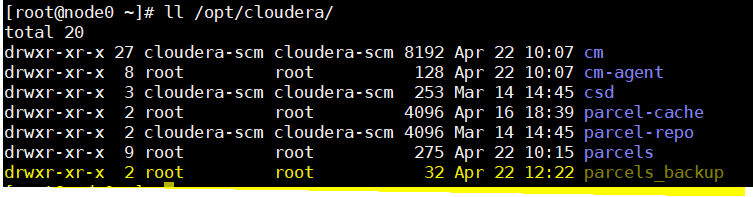 [root@node0 ~]# ll /opt/cloudera/
total 20
drwxr-xr-x 27 cloudera-scm cloudera-scm 8192 Apr 22 10:07 cm
drwxr-xr-x 8 root root 128 Apr 22 10:07 cm-agent
drwxr-xr-x 3 cloudera-scm cloudera-scm 253 Mar 14 14:45 csd
drwxr-xr-x 2 root root 4096 Apr 16 18:39 parcel-cache
drwxr-xr-x 2 cloudera-scm cloudera-scm 4096 Mar 14 14:45 parcel-repo
drwxr-xr-x 9 root root 275 Apr 22 10:15 parcels
drwxr-xr-x 2 root root 32 Apr 22 12:22 parcels_backup